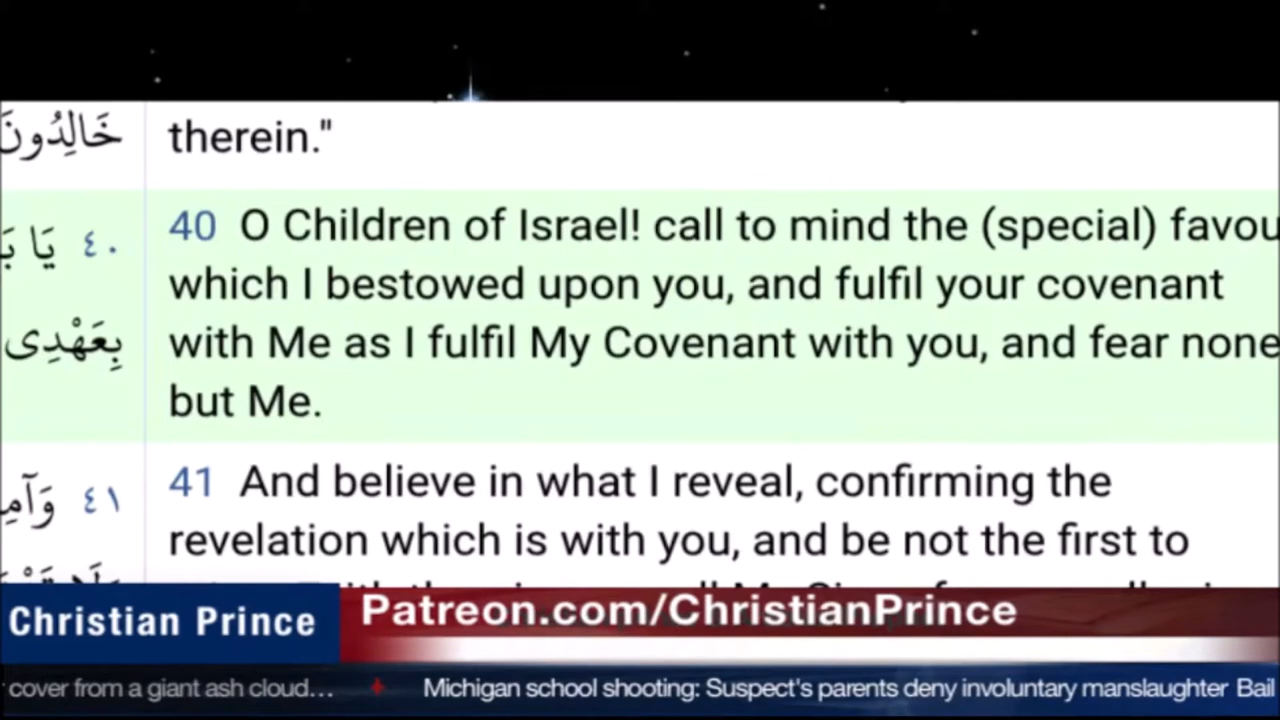 خَالِدُونَ
therein."
٤٠ يَا
40 O Children of Israel! call to mind the (special) favou
which I bestowed upon you, and fulfil your covenant
بِعَهْدِى
with Me as I fulfil My Covenant with you, and fear none
but Me.
٤١
41 And believe in what I reveal, confirming the
revelation which is with you, and be not the first to
Christian Prince
Patreon.com/ChristianPrince
cover from a giant ash cloud... Michigan school shooting: Suspect's parents deny involuntary manslaughter Bail